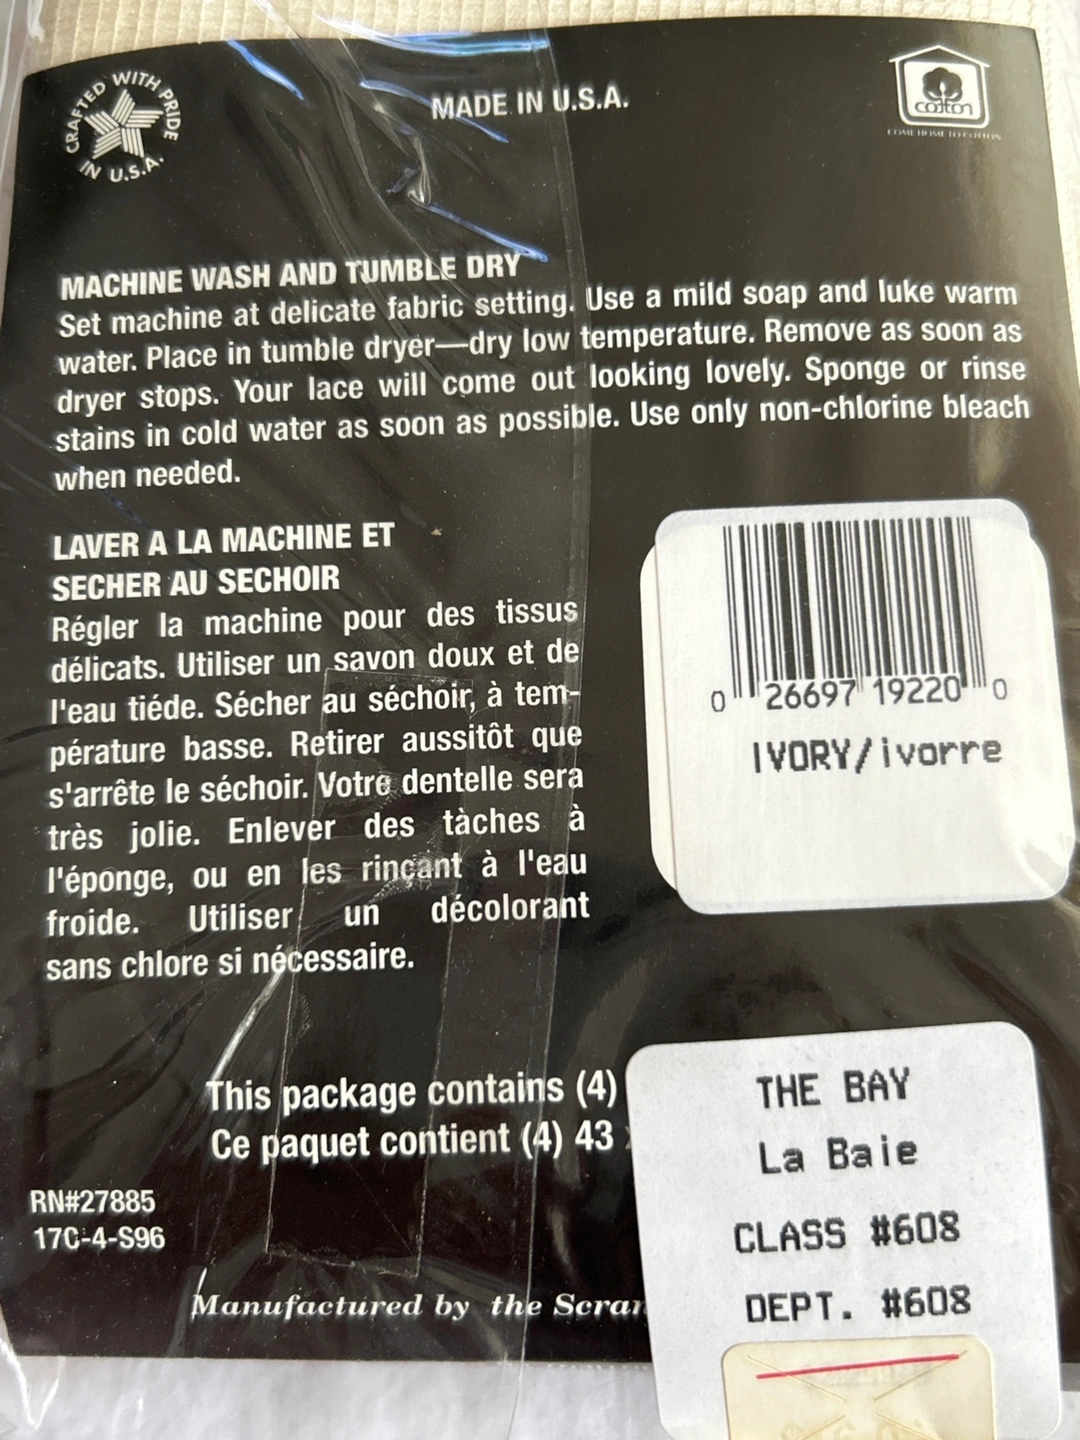 CRAFTED WITH PRIDE
IN U.S.A.
MADE IN U.S.A.
cotton
COME HOME TO COTTON
MACHINE WASH AND TUMBLE DRY
Set machine at delicate fabric setting. Use a mild soap and luke warm
water. Place in tumble dryer—dry low temperature. Remove as soon as
dryer stops. Your lace will come out looking lovely. Sponge or rinse
stains in cold water as soon as possible. Use only non-chlorine bleach
when needed.
LAVER A LA MACHINE ET
SECHER AU SECHOIR
Régler la machine pour des tissus
délicats. Utiliser un savon doux et de
l'eau tiéde. Sécher au séchoir, à tem-
pérature basse. Retirer aussitôt que
s'arrête le séchoir. Votre dentelle sera
très jolie. Enlever des tàches à
l'éponge, ou en les rinçant à l'eau
froide. Utiliser un décolorant
sans chlore si nécessaire.
0 26697 19220 0
IVORY/ivorre
This package contains (4)
Ce paquet contient (4) 43
RN#27885
17C-4-S96
Manufactured by the Scran
THE BAY
La Baie
CLASS #608
DEPT. #608